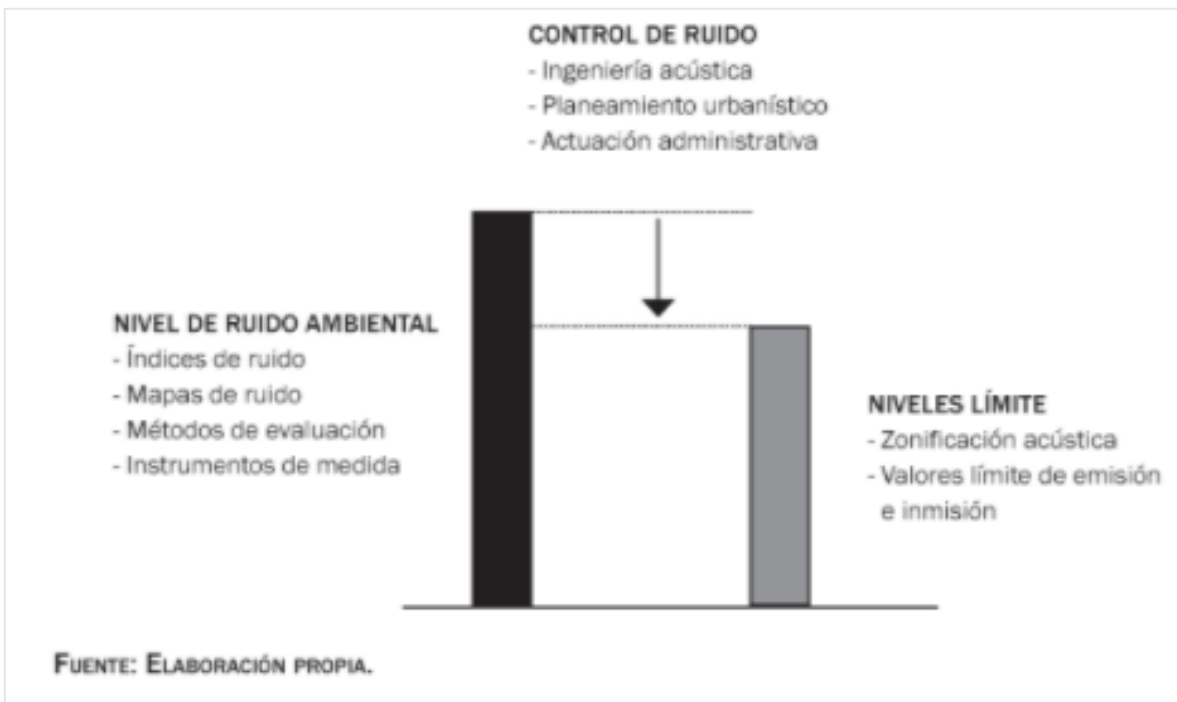 CONTROL DE RUIDO
- Ingeniería acústica
- Planeamiento urbanístico
- Actuación administrativa
NIVEL DE RUIDO AMBIENTAL
- Índices de ruido
- Mapas de ruido
- Métodos de evaluación
- Instrumentos de medida
NIVELES LÍMITE
- Zonificación acústica
- Valores límite de emisión
e inmisión
FUENTE: ELABORACIÓN PROPIA.